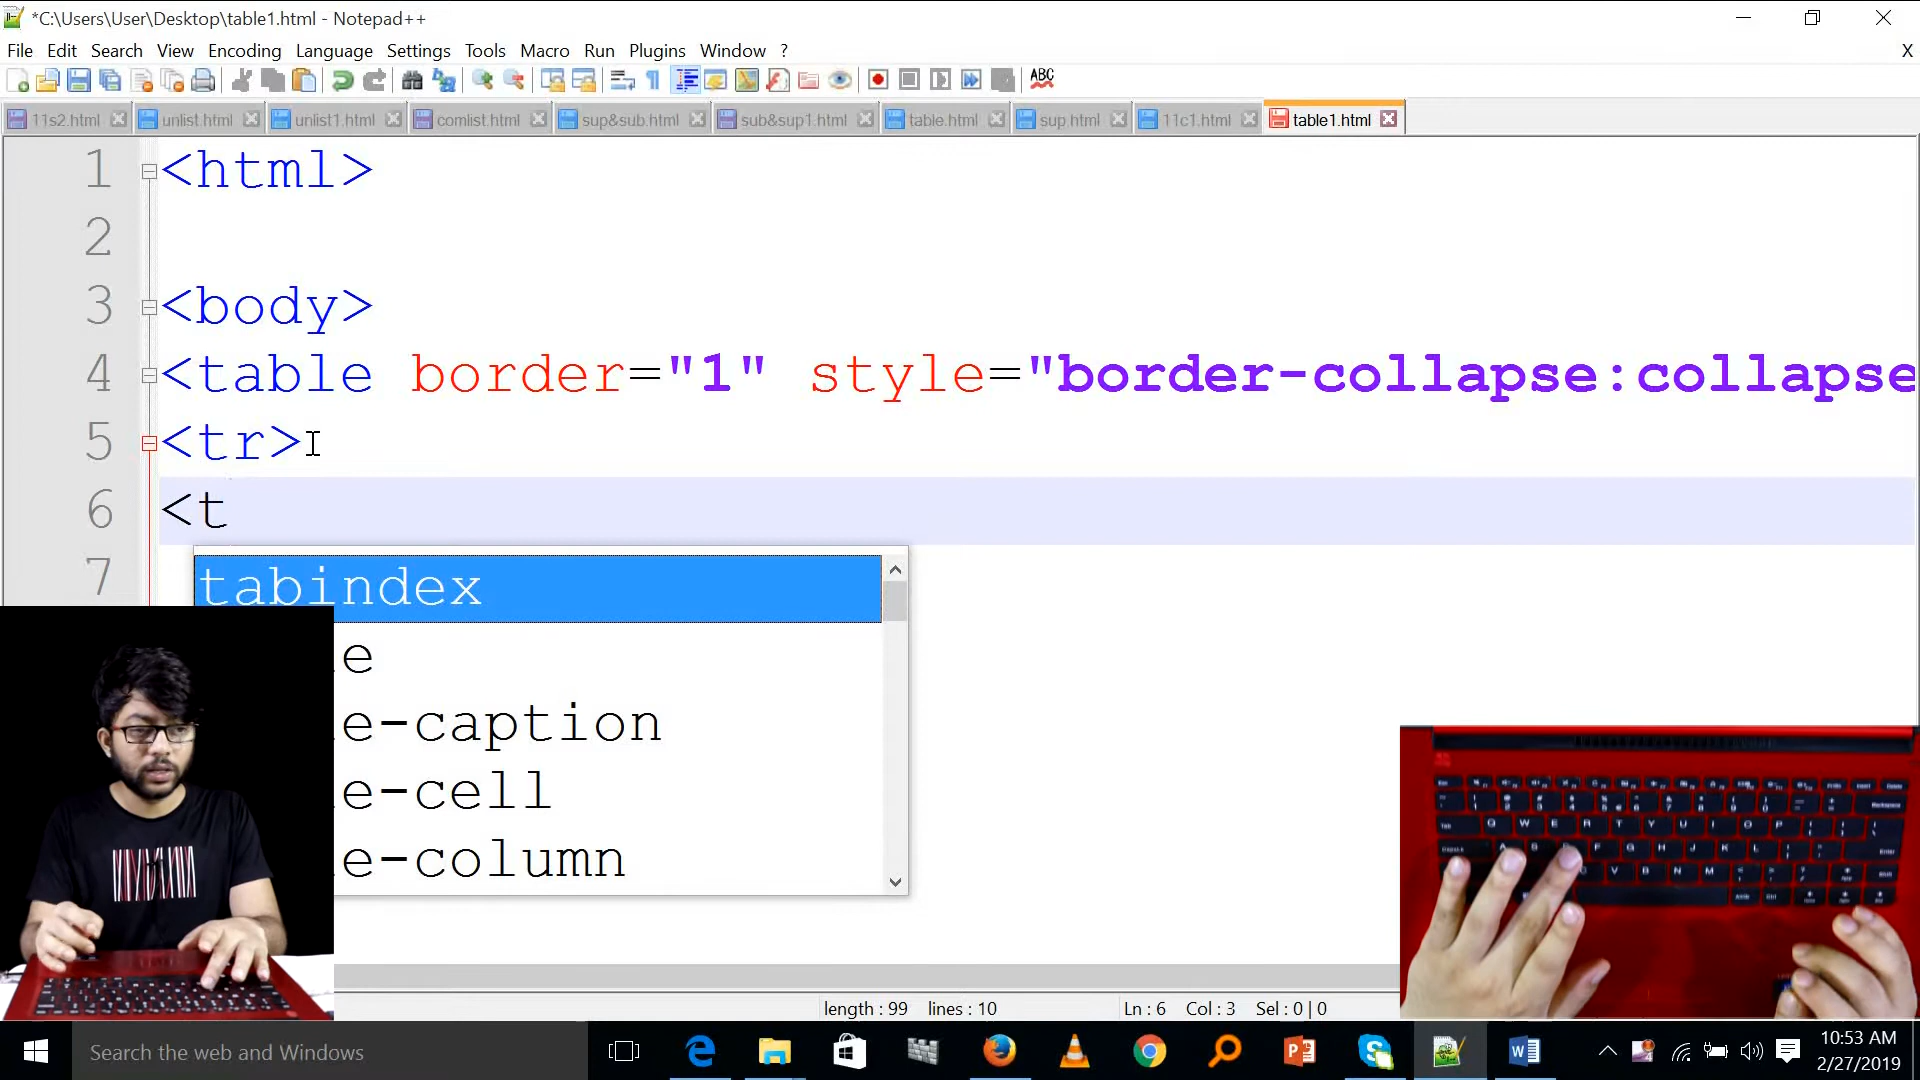 *C:\Users\User\Desktop\table1.html - Notepad++
File Edit Search View Encoding Language Settings Tools Macro Run Plugins Window ? X
ABC
11s2.html unlist.html unlist1.html comlist.html sup&sub.html sub&sup1.html table.html sup.html 11c1.html table1.html
1 <html>
2
3 <body>
4 <table border="1" style="border-collapse:collapse
5 <tr>
6 <t
7
tabindex
e
e-caption
e-cell
e-column
length : 99 lines : 10 Ln : 6 Col : 3 Sel : 0 | 0
Search the web and Windows
10:53 AM
2/27/2019